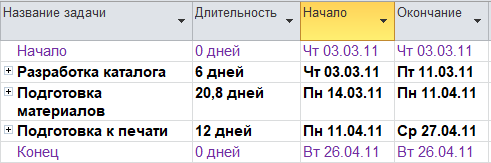 Название задачи Длительность Начало Окончание
Начало 0 дней Чт 03.03.11 Чт 03.03.11
Разработка каталога 6 дней Чт 03.03.11 Пт 11.03.11
Подготовка материалов 20,8 дней Пн 14.03.11 Пн 11.04.11
Подготовка к печати 12 дней Пн 11.04.11 Ср 27.04.11
Конец 0 дней Вт 26.04.11 Вт 26.04.11